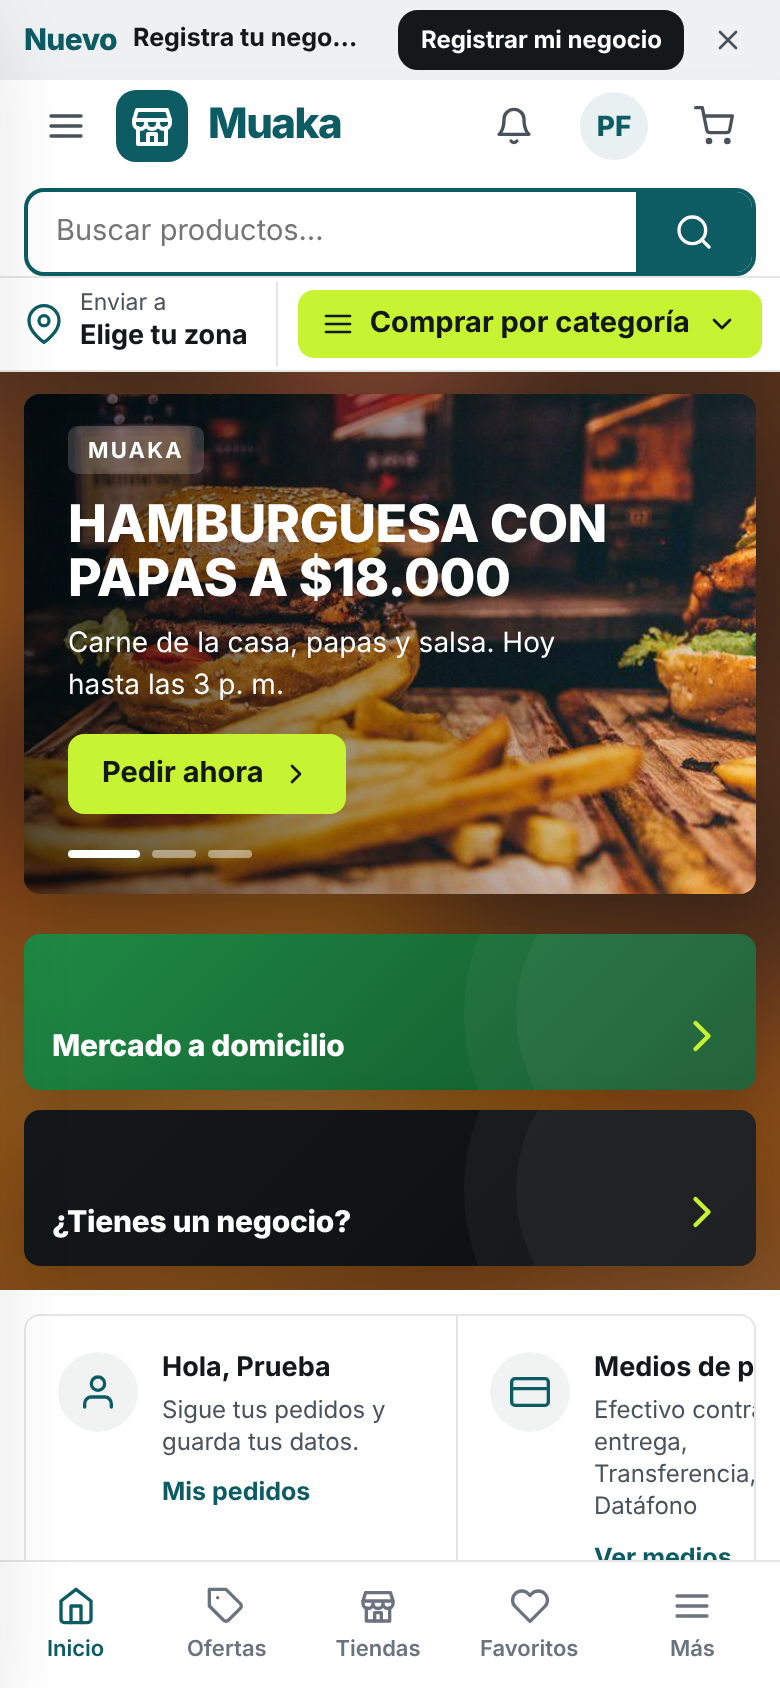 Nuevo Registra tu nego... Registrar mi negocio
Muaka PF
Buscar productos...
Enviar a
Elige tu zona
Comprar por categoría
MUAKA
HAMBURGUESA CON
PAPAS A $18.000
Carne de la casa, papas y salsa. Hoy
hasta las 3 p. m.
Pedir ahora
Mercado a domicilio
¿Tienes un negocio?
Hola, Prueba
Sigue tus pedidos y
guarda tus datos.
Mis pedidos
Medios de p
Efectivo contra
entrega,
Transferencia,
Datáfono
Ver medios
Inicio Ofertas Tiendas Favoritos Más